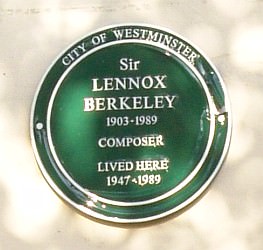 CITY OF WESTMINSTER
Sir
LENNOX
BERKELEY
1903-1989
COMPOSER
LIVED HERE
1947-1989